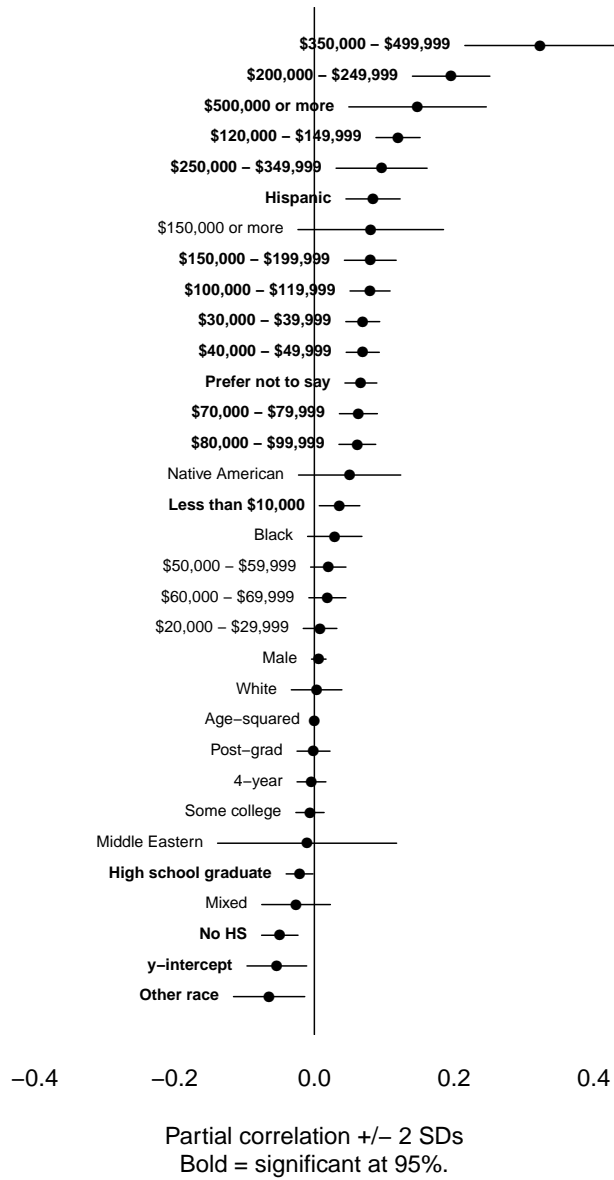 $350,000 – $499,999
$200,000 – $249,999
$500,000 or more
$120,000 – $149,999
$250,000 – $349,999
Hispanic
$150,000 or more
$150,000 – $199,999
$100,000 – $119,999
$30,000 – $39,999
$40,000 – $49,999
Prefer not to say
$70,000 – $79,999
$80,000 – $99,999
Native American
Less than $10,000
Black
$50,000 – $59,999
$60,000 – $69,999
$20,000 – $29,999
Male
White
Age−squared
Post−grad
4−year
Some college
Middle Eastern
High school graduate
Mixed
No HS
y−intercept
Other race
−0.4 −0.2 0.0 0.2 0.4
Partial correlation +/− 2 SDs
Bold = significant at 95%.